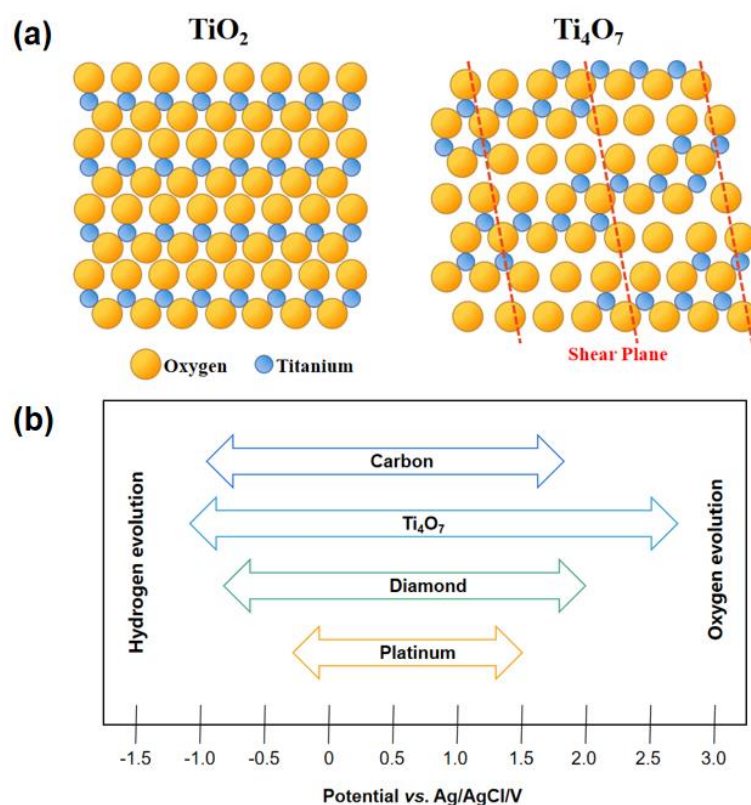 (a)
TiO₂
Ti₄O₇
Oxygen
Titanium
Shear Plane
(b)
Hydrogen evolution
Carbon
Ti₄O₇
Diamond
Platinum
Oxygen evolution
-1.5 -1.0 -0.5 0 0.5 1.0 1.5 2.0 2.5 3.0
Potential vs. Ag/AgCl/V